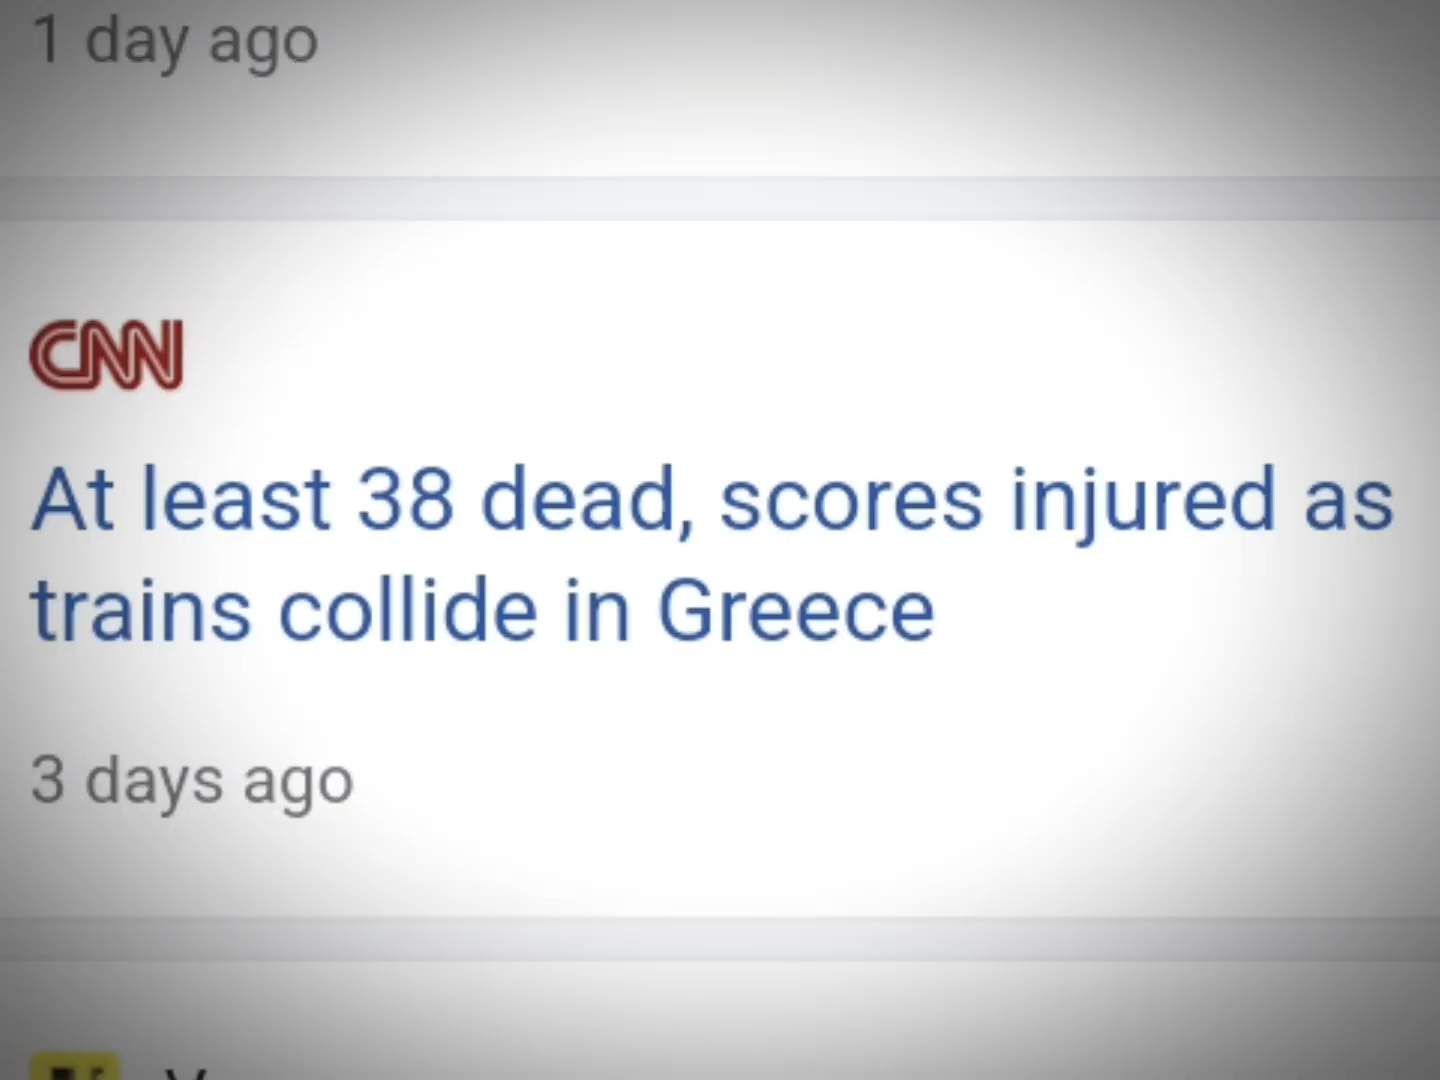 1 day ago
CNN
At least 38 dead, scores injured as
trains collide in Greece
3 days ago